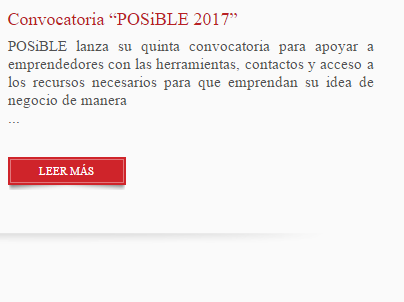 Convocatoria “POSiBLE 2017”
POSiBLE lanza su quinta convocatoria para apoyar a
emprendedores con las herramientas, contactos y acceso a
los recursos necesarios para que emprendan su idea de
negocio de manera
...
LEER MÁS